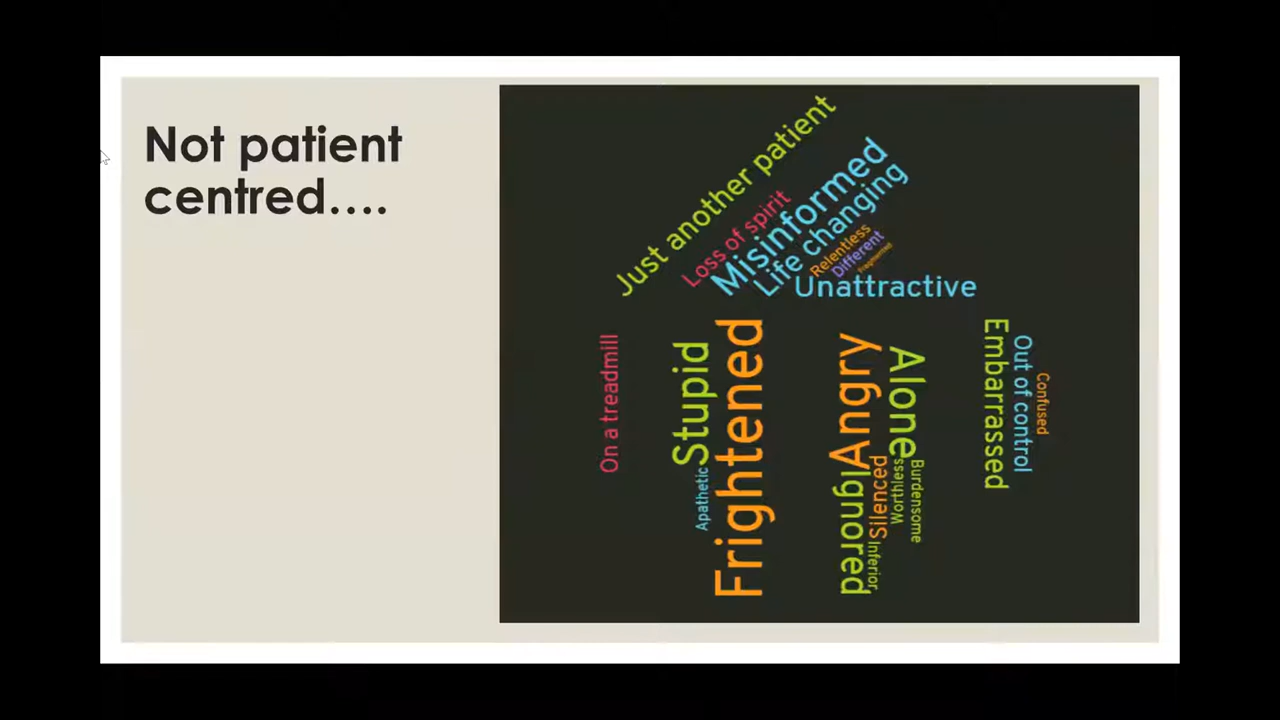 Not patient
centred….
Just another patient
Loss of spirit
Misinformed
Life changing
Relentless
Different
Fragmented
Unattractive
On a treadmill
Stupid
Apathetic
Frightened
Angry
Ignored
Alone
Silenced
Worthless
Burdensome
Inferior
Embarrassed
Out of control
Confused